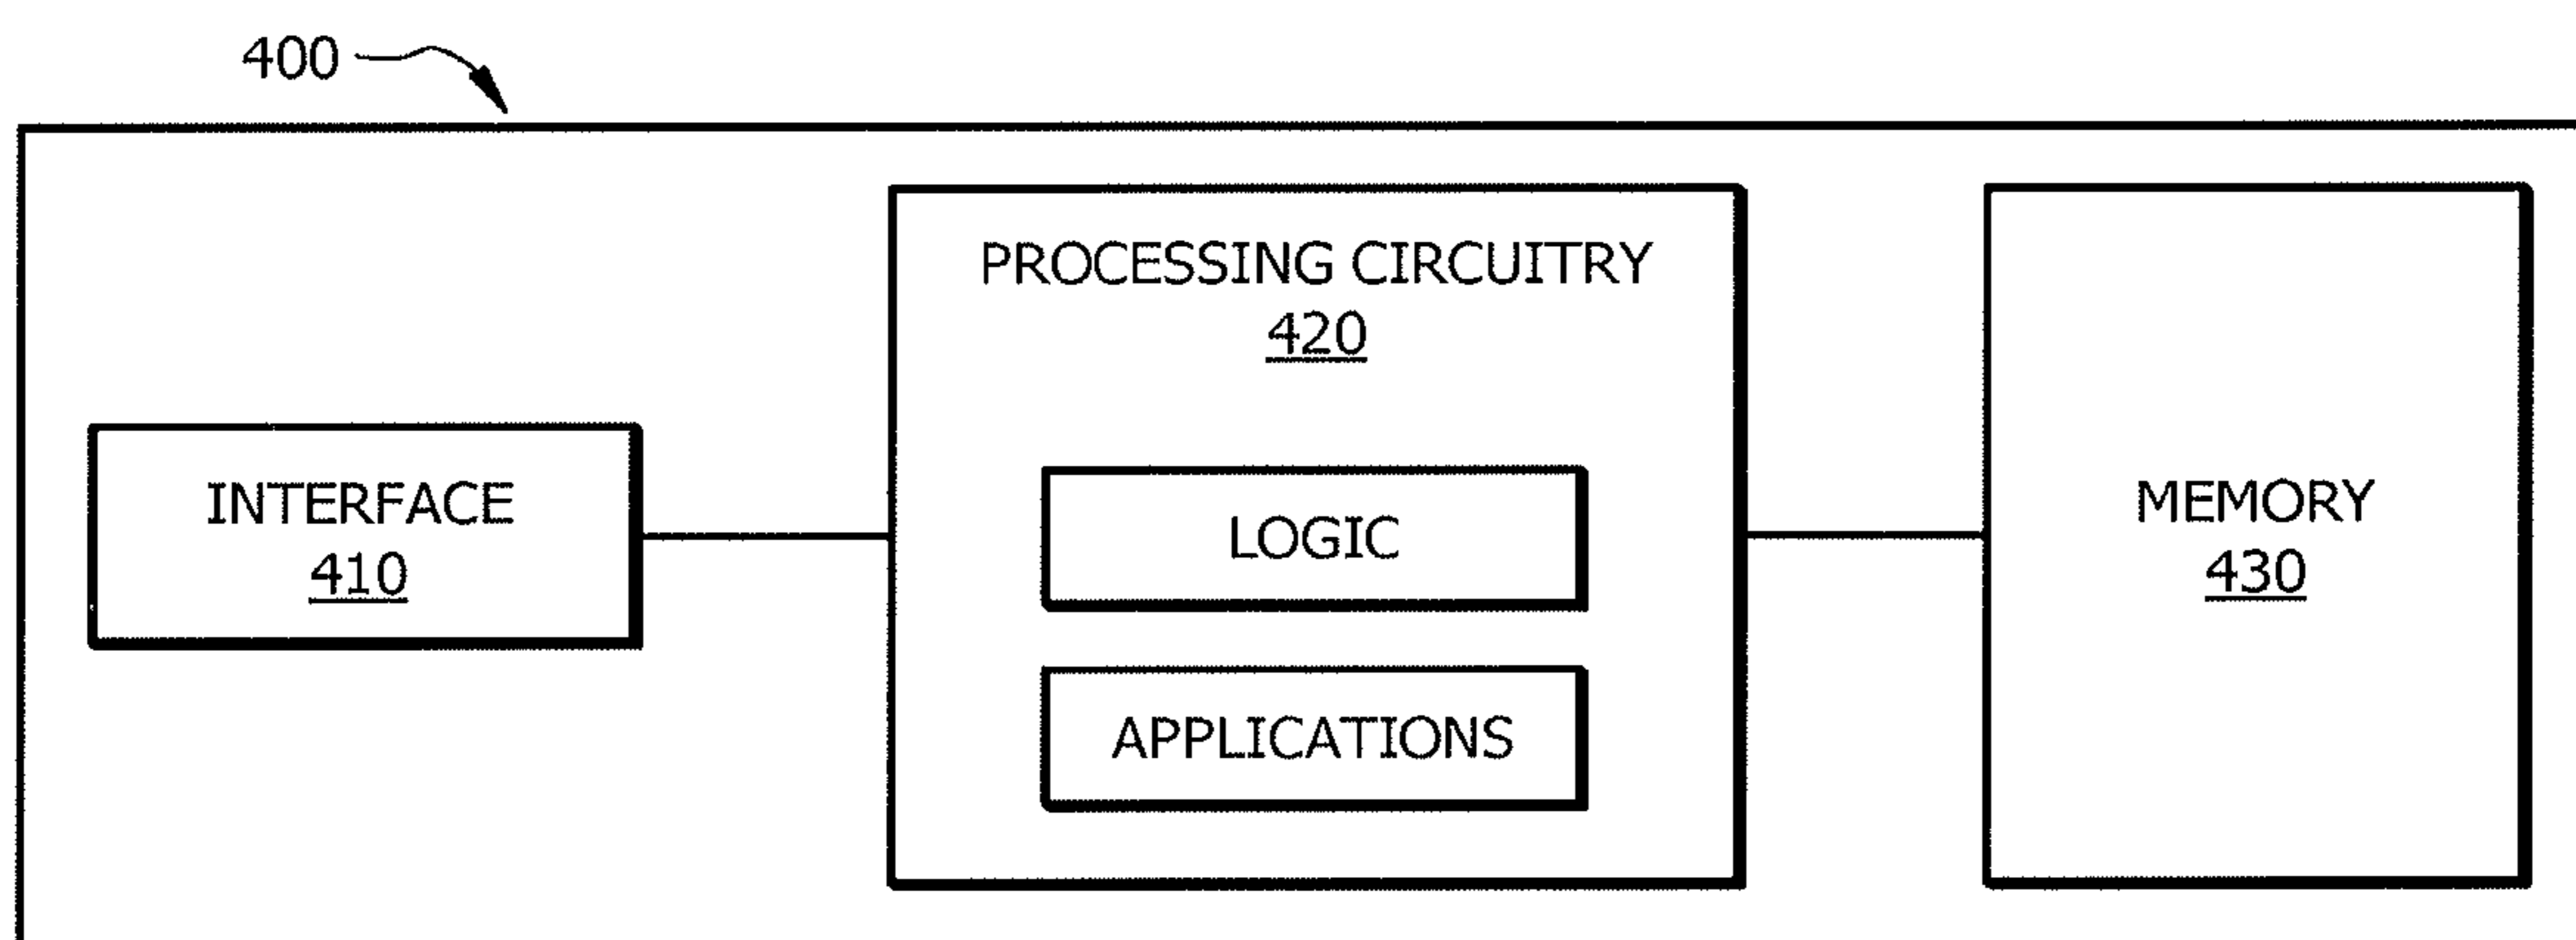 400
PROCESSING CIRCUITRY
420
INTERFACE
410
LOGIC
APPLICATIONS
MEMORY
430